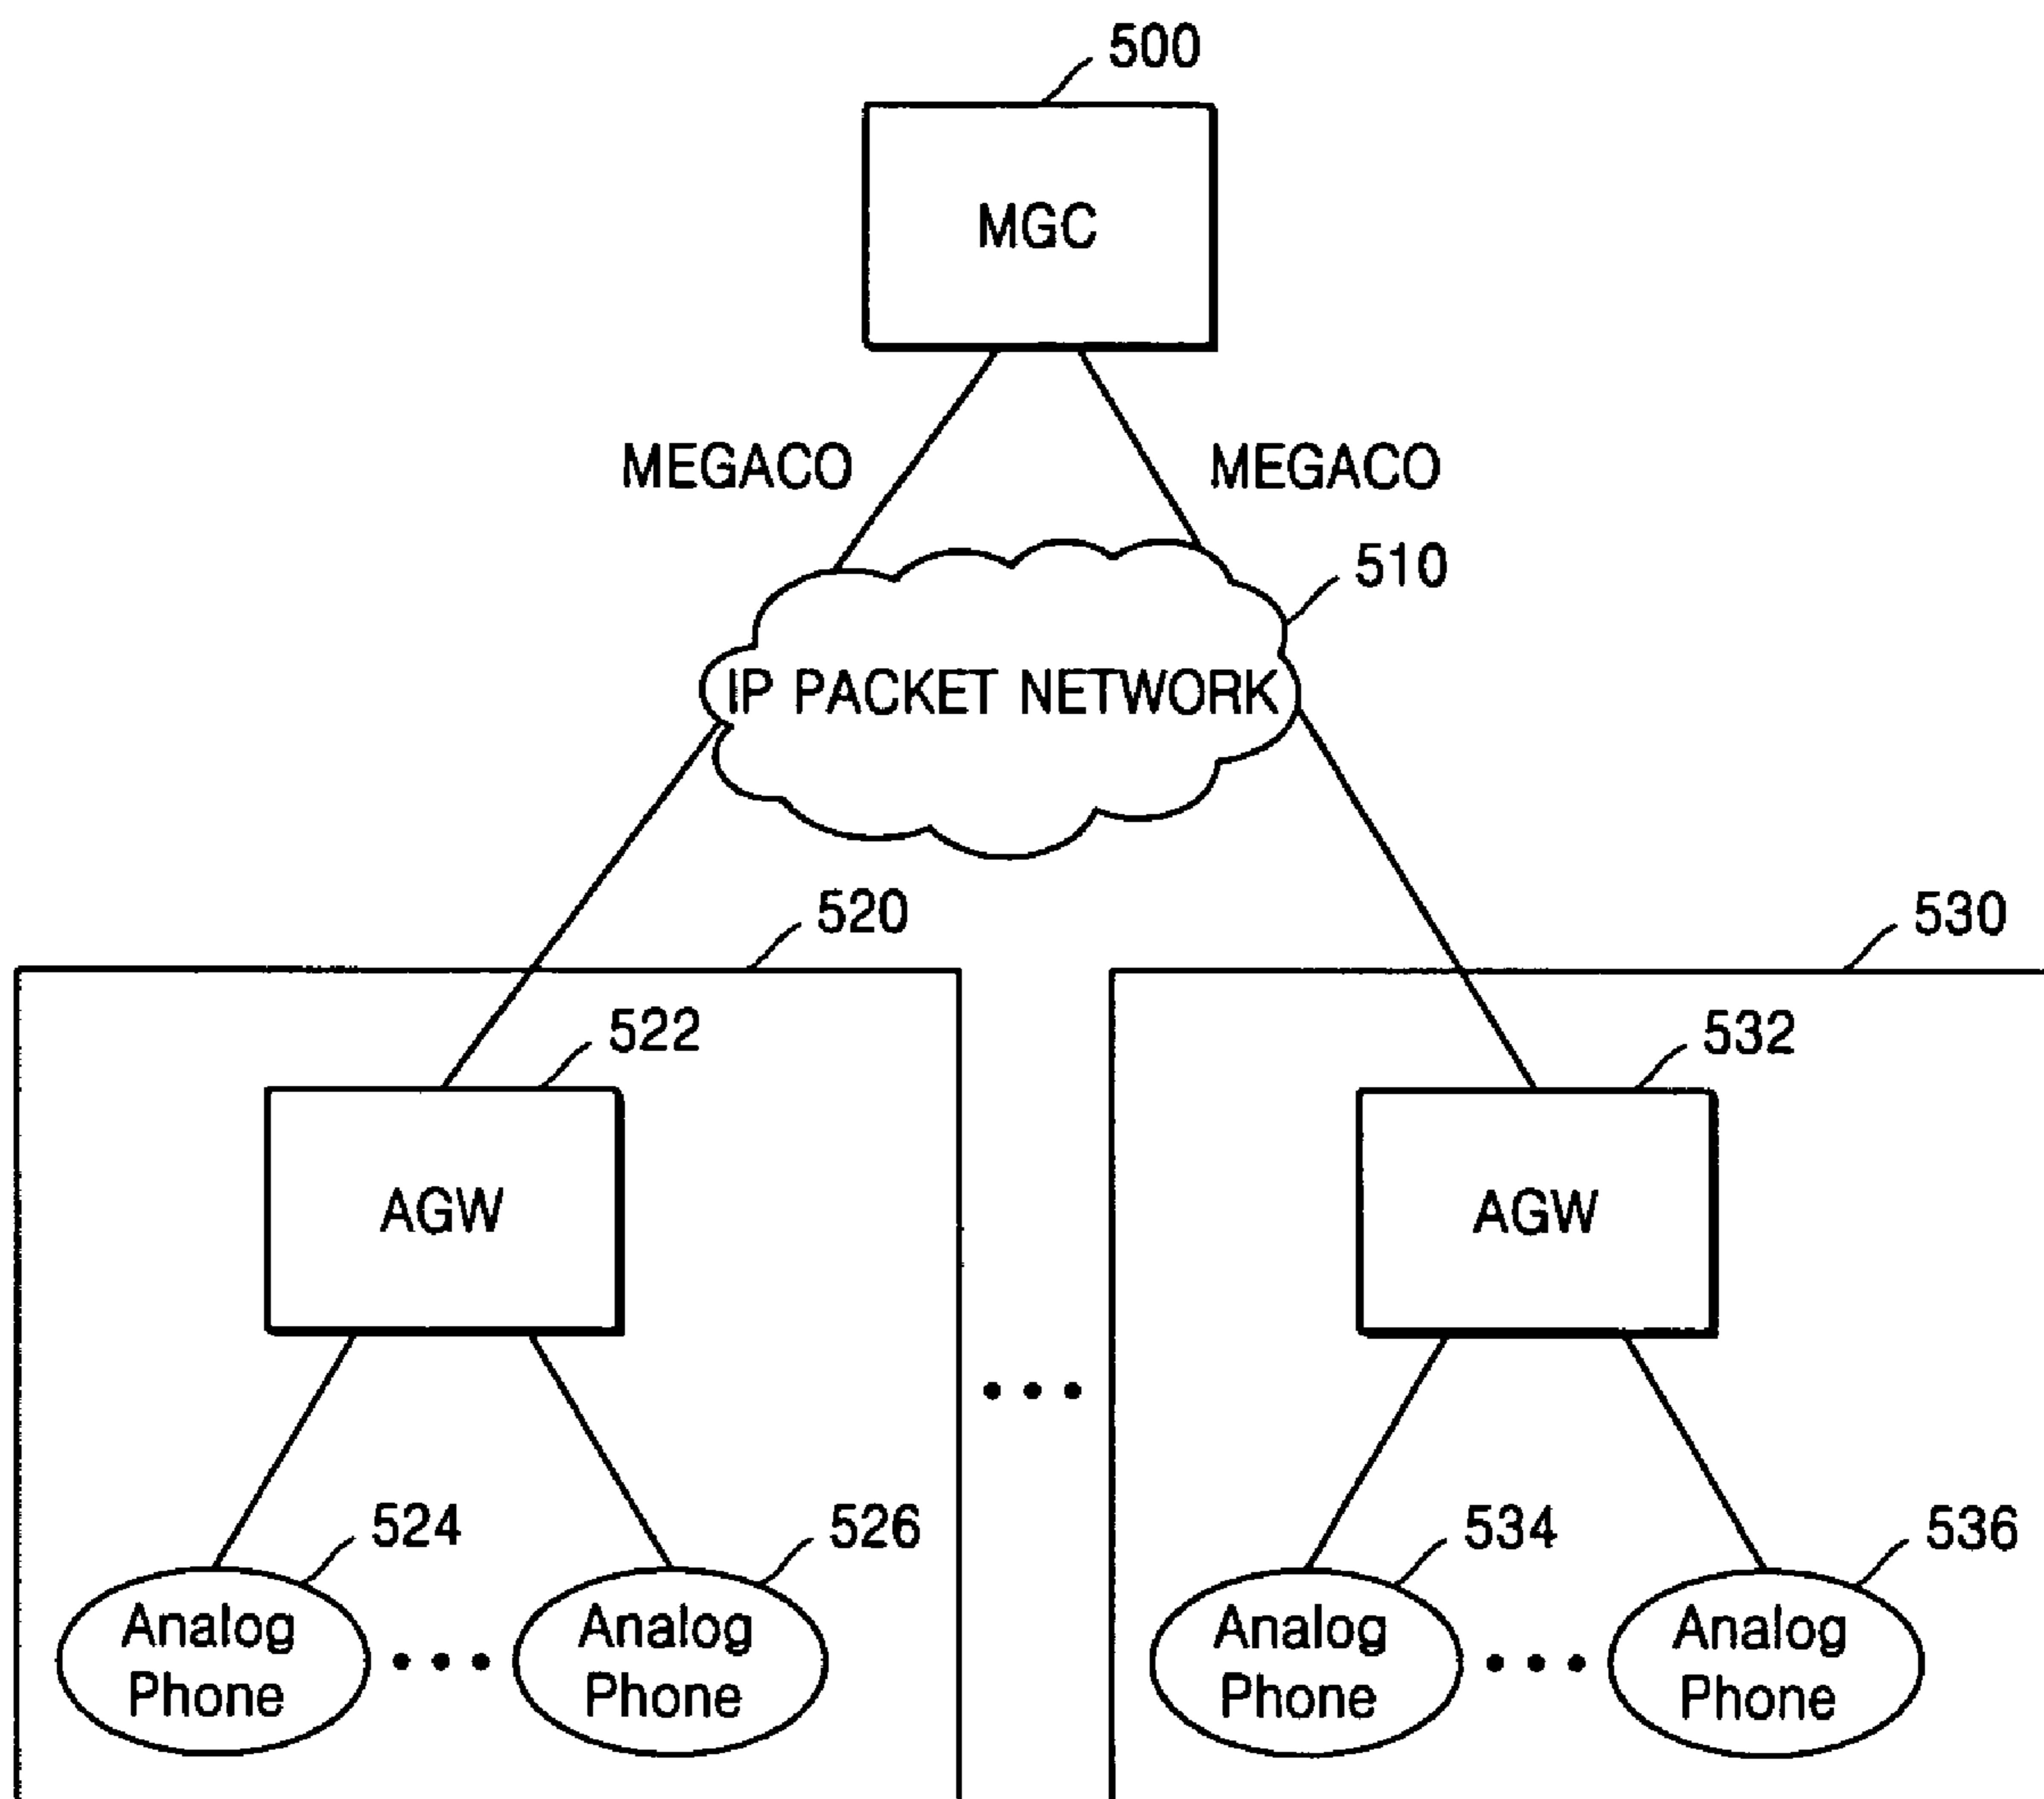 500
MGC
MEGACO MEGACO
510
IP PACKET NETWORK
520 530
522 532
AGW AGW
524 526 534 536
Analog Phone
Analog Phone
Analog Phone
Analog Phone